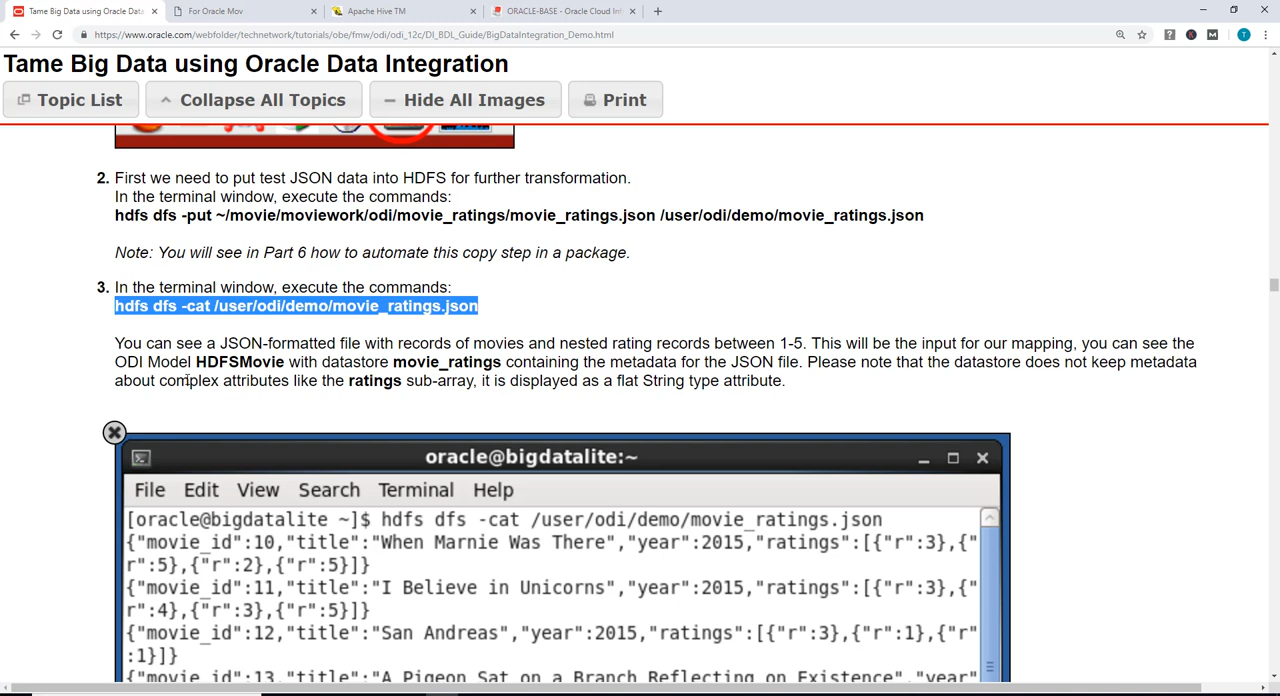 Tame Big Data using Oracle Data
For Oracle Mov
Apache Hive TM
ORACLE-BASE - Oracle Cloud Inf
https://www.oracle.com/webfolder/technetwork/tutorials/obe/fmw/odi/odi_12c/DI_BDL_Guide/BigDataIntegration_Demo.html
Tame Big Data using Oracle Data Integration
Topic List
Collapse All Topics
Hide All Images
Print
2. First we need to put test JSON data into HDFS for further transformation.
In the terminal window, execute the commands:
hdfs dfs -put ~/movie/moviework/odi/movie_ratings/movie_ratings.json /user/odi/demo/movie_ratings.json
Note: You will see in Part 6 how to automate this copy step in a package.
3. In the terminal window, execute the commands:
hdfs dfs -cat /user/odi/demo/movie_ratings.json
You can see a JSON-formatted file with records of movies and nested rating records between 1-5. This will be the input for our mapping, you can see the
ODI Model HDFSMovie with datastore movie_ratings containing the metadata for the JSON file. Please note that the datastore does not keep metadata
about complex attributes like the ratings sub-array, it is displayed as a flat String type attribute.
oracle@bigdatalite:~
File Edit View Search Terminal Help
[oracle@bigdatalite ~]$ hdfs dfs -cat /user/odi/demo/movie_ratings.json
{"movie_id":10,"title":"When Marnie Was There","year":2015,"ratings":[{"r":3},{"
r":5},{"r":2},{"r":5}]}
{"movie_id":11,"title":"I Believe in Unicorns","year":2015,"ratings":[{"r":3},{"
r":4},{"r":3},{"r":5}]}
{"movie_id":12,"title":"San Andreas","year":2015,"ratings":[{"r":3},{"r":1},{"r"
:1}]}
{"movie_id":13,"title":"A Pigeon Sat on a Branch Reflecting on Existence","year"